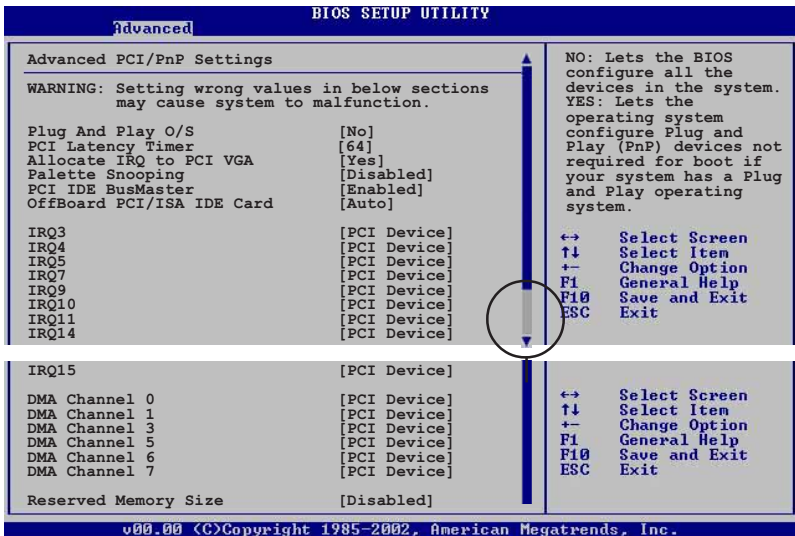 BIOS SETUP UTILITY
Advanced
Advanced PCI/PnP Settings
WARNING: Setting wrong values in below sections
may cause system to malfunction.
Plug And Play O/S [No]
PCI Latency Timer [64]
Allocate IRQ to PCI VGA [Yes]
Palette Snooping [Disabled]
PCI IDE BusMaster [Enabled]
OffBoard PCI/ISA IDE Card [Auto]
IRQ3 [PCI Device]
IRQ4 [PCI Device]
IRQ5 [PCI Device]
IRQ7 [PCI Device]
IRQ9 [PCI Device]
IRQ10 [PCI Device]
IRQ11 [PCI Device]
IRQ14 [PCI Device]
NO: Lets the BIOS
configure all the
devices in the system.
YES: Lets the
operating system
configure Plug and
Play (PnP) devices not
required for boot if
your system has a Plug
and Play operating
system.
←→ Select Screen
↑↓ Select Item
+- Change Option
F1 General Help
F10 Save and Exit
ESC Exit
IRQ15 [PCI Device]
DMA Channel 0 [PCI Device]
DMA Channel 1 [PCI Device]
DMA Channel 3 [PCI Device]
DMA Channel 5 [PCI Device]
DMA Channel 6 [PCI Device]
DMA Channel 7 [PCI Device]
Reserved Memory Size [Disabled]
←→ Select Screen
↑↓ Select Item
+- Change Option
F1 General Help
F10 Save and Exit
ESC Exit
v00.00 (C)Copyright 1985-2002, American Megatrends, Inc.